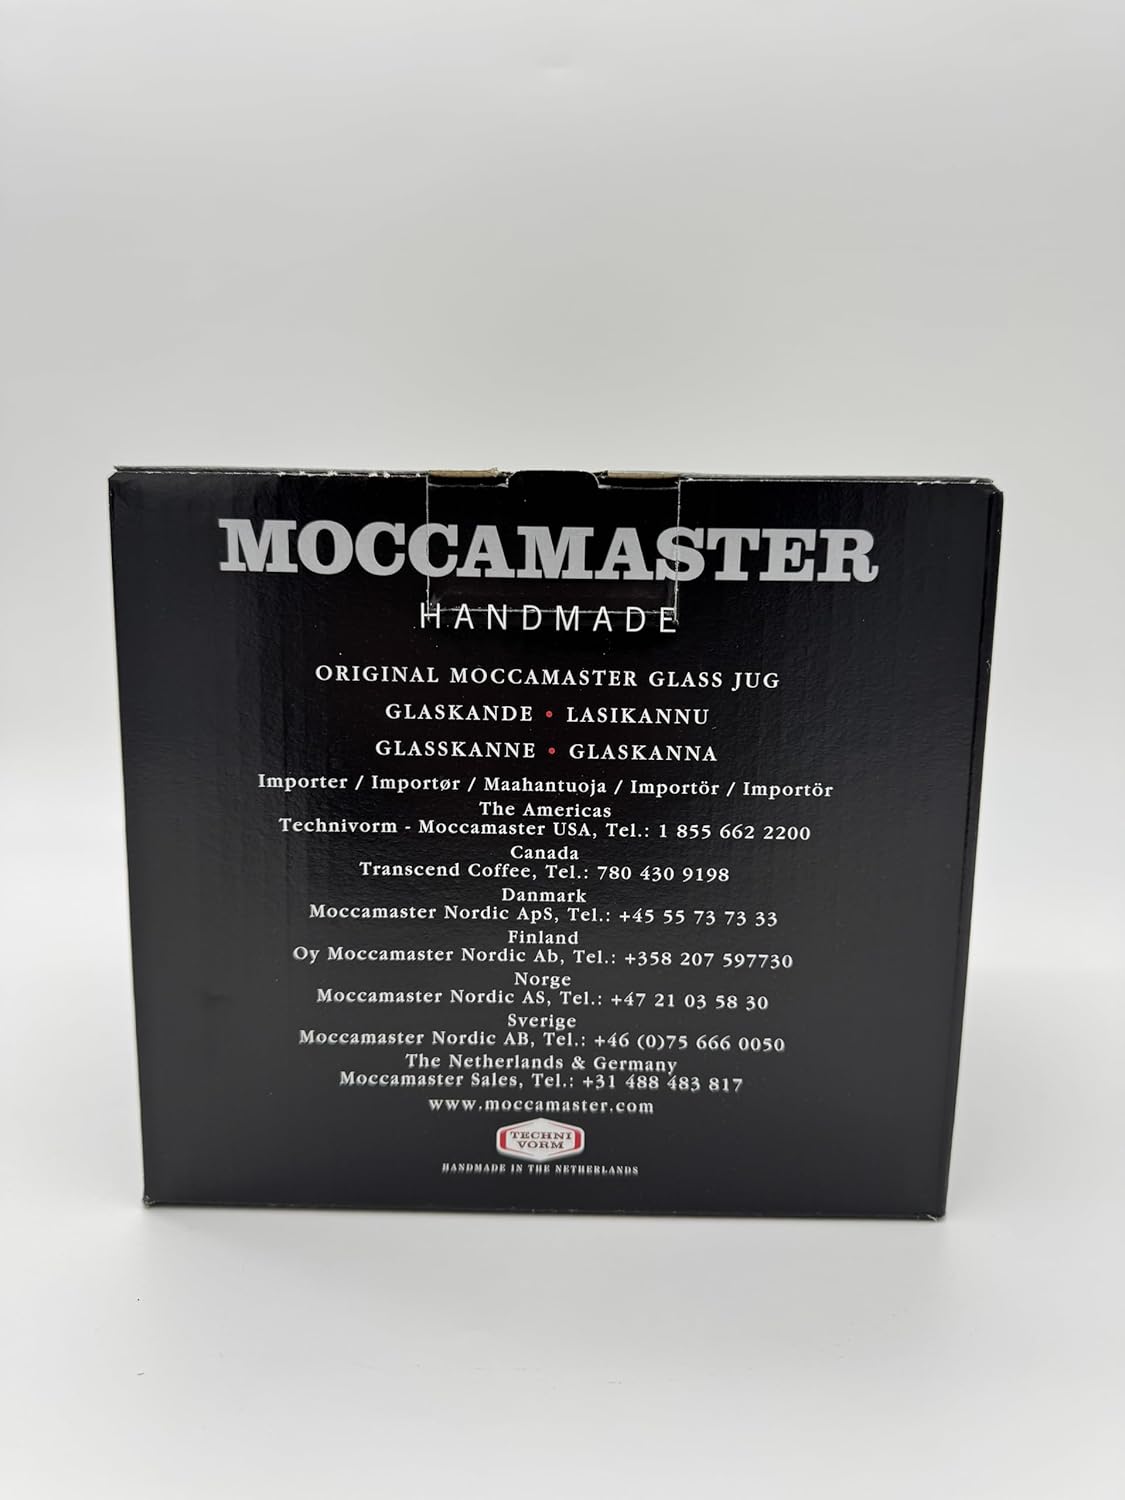 MOCCAMASTER
HANDMADE
ORIGINAL MOCCAMASTER GLASS JUG
GLASKANDE • LASIKANNU
GLASSKANNE • GLASKANNA
Importer / Importør / Maahantuoja / Importör / Importör
The Americas
Technivorm - Moccamaster USA, Tel.: 1 855 662 2200
Canada
Transcend Coffee, Tel.: 780 430 9198
Danmark
Moccamaster Nordic ApS, Tel.: +45 55 73 73 33
Finland
Oy Moccamaster Nordic Ab, Tel.: +358 207 597730
Norge
Moccamaster Nordic AS, Tel.: +47 21 03 58 30
Sverige
Moccamaster Nordic AB, Tel.: +46 (0)75 666 0050
The Netherlands & Germany
Moccamaster Sales, Tel.: +31 488 483 817
www.moccamaster.com
TECHNI
VORM
HANDMADE IN THE NETHERLANDS